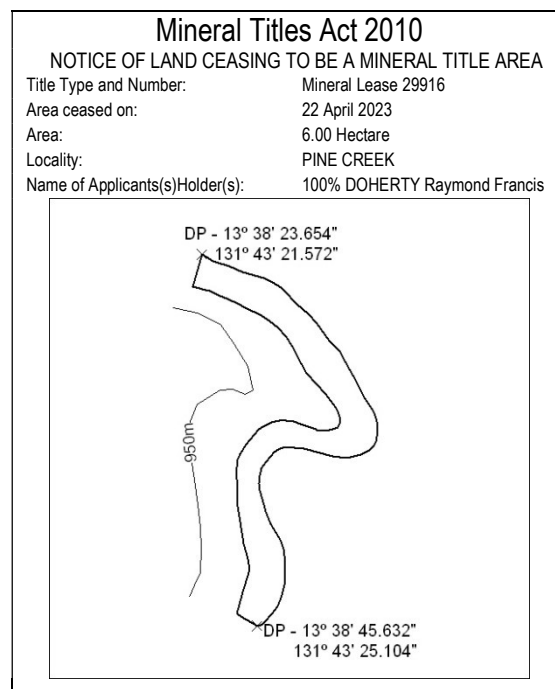 Mineral Titles Act 2010
NOTICE OF LAND CEASING TO BE A MINERAL TITLE AREA
Title Type and Number: Mineral Lease 29916
Area ceased on: 22 April 2023
Area: 6.00 Hectare
Locality: PINE CREEK
Name of Applicants(s)Holder(s): 100% DOHERTY Raymond Francis
DP - 13º 38' 23.654"
131º 43' 21.572"
950m
DP - 13º 38' 45.632"
131º 43' 25.104"